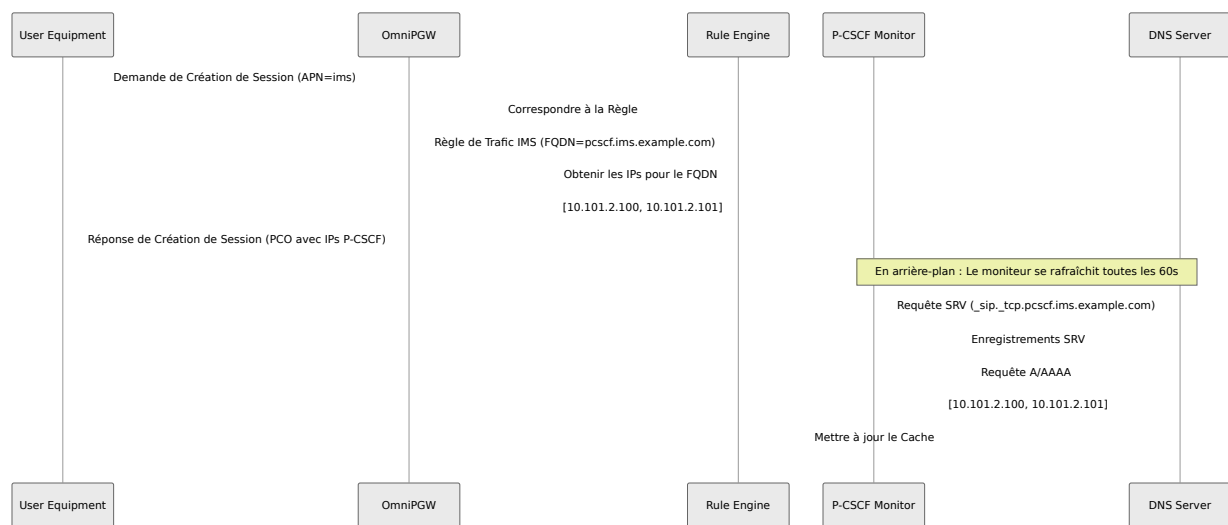 User Equipment
OmniPGW
Rule Engine
P-CSCF Monitor
DNS Server
Demande de Création de Session (APN=ims)
Correspondre à la Règle
Règle de Trafic IMS (FQDN=pcscf.ims.example.com)
Obtenir les IPs pour le FQDN
[10.101.2.100, 10.101.2.101]
Réponse de Création de Session (PCO avec IPs P-CSCF)
En arrière-plan : Le moniteur se rafraîchit toutes les 60s
Requête SRV (_sip._tcp.pcscf.ims.example.com)
Enregistrements SRV
Requête A/AAAA
[10.101.2.100, 10.101.2.101]
Mettre à jour le Cache
User Equipment
OmniPGW
Rule Engine
P-CSCF Monitor
DNS Server